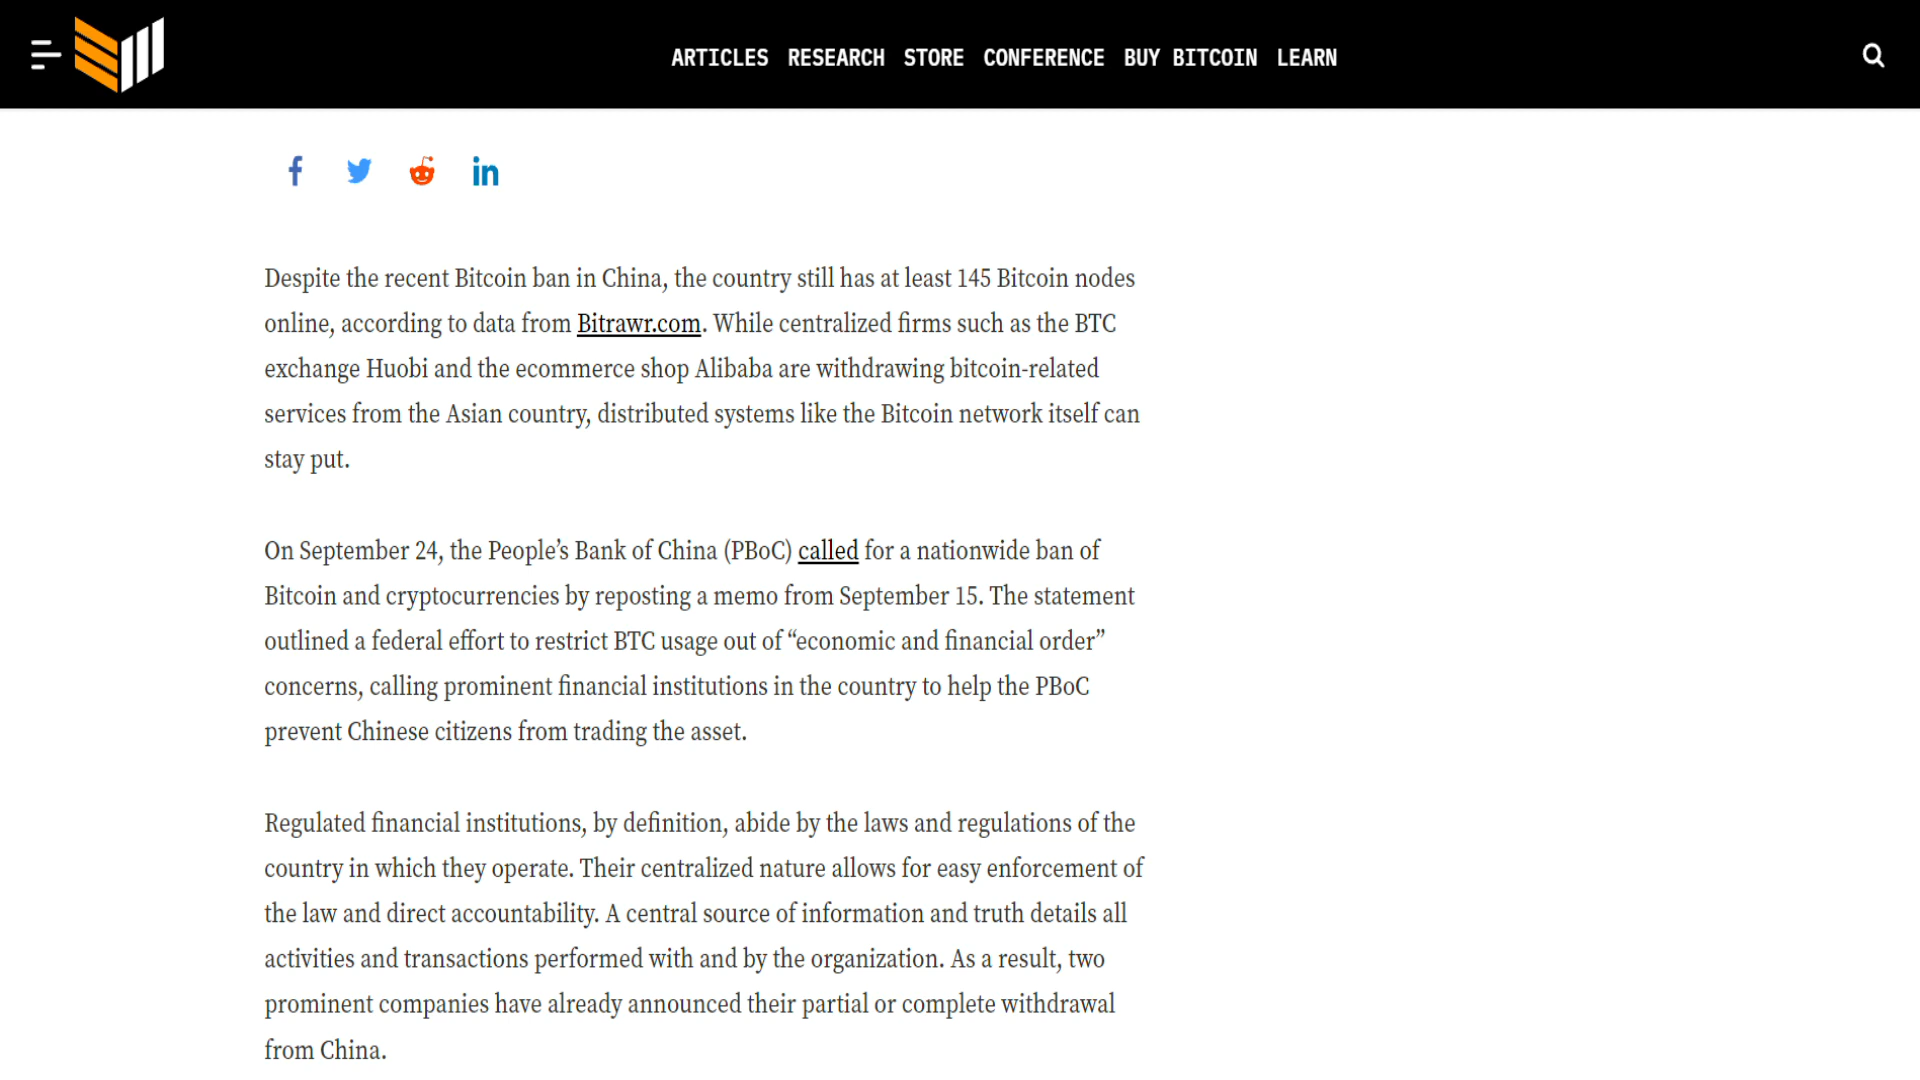 ARTICLES RESEARCH STORE CONFERENCE BUY BITCOIN LEARN
Despite the recent Bitcoin ban in China, the country still has at least 145 Bitcoin nodes
online, according to data from Bitrawr.com. While centralized firms such as the BTC
exchange Huobi and the ecommerce shop Alibaba are withdrawing bitcoin-related
services from the Asian country, distributed systems like the Bitcoin network itself can
stay put.
On September 24, the People’s Bank of China (PBoC) called for a nationwide ban of
Bitcoin and cryptocurrencies by reposting a memo from September 15. The statement
outlined a federal effort to restrict BTC usage out of “economic and financial order”
concerns, calling prominent financial institutions in the country to help the PBoC
prevent Chinese citizens from trading the asset.
Regulated financial institutions, by definition, abide by the laws and regulations of the
country in which they operate. Their centralized nature allows for easy enforcement of
the law and direct accountability. A central source of information and truth details all
activities and transactions performed with and by the organization. As a result, two
prominent companies have already announced their partial or complete withdrawal
from China.